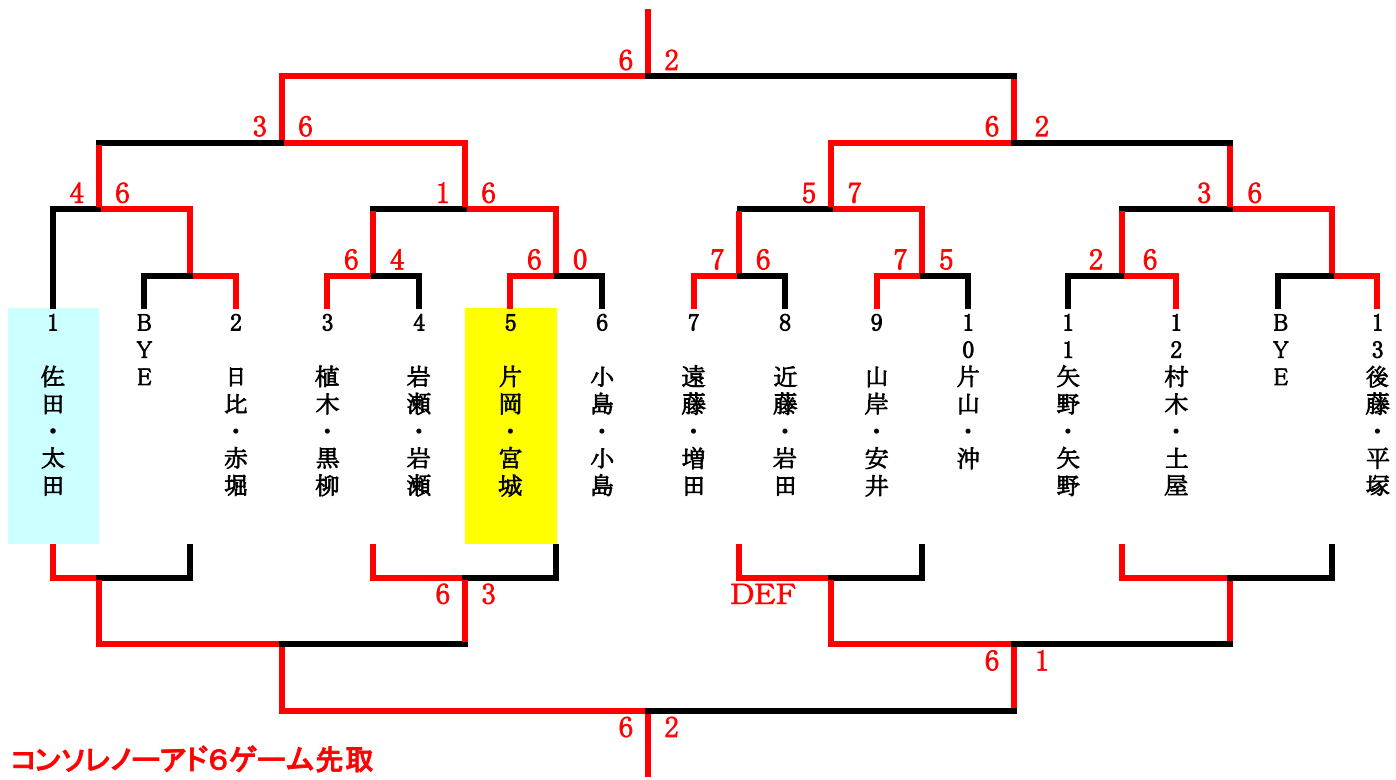 6 2
3 6
6 2
4 6
1 6
5 7
3 6
6 4
6 0
7 6
7 5
2 6
1 佐田・太田
BYE
2 日比・赤堀
3 植木・黒柳
4 岩瀬・岩瀬
5 片岡・宮城
6 小島・小島
7 遠藤・増田
8 近藤・岩田
9 山岸・安井
10 片山・沖
11 矢野・矢野
12 村木・土屋
BYE
13 後藤・平塚
6 3
DEF
6 1
6 2
コンソレノーアド6ゲーム先取